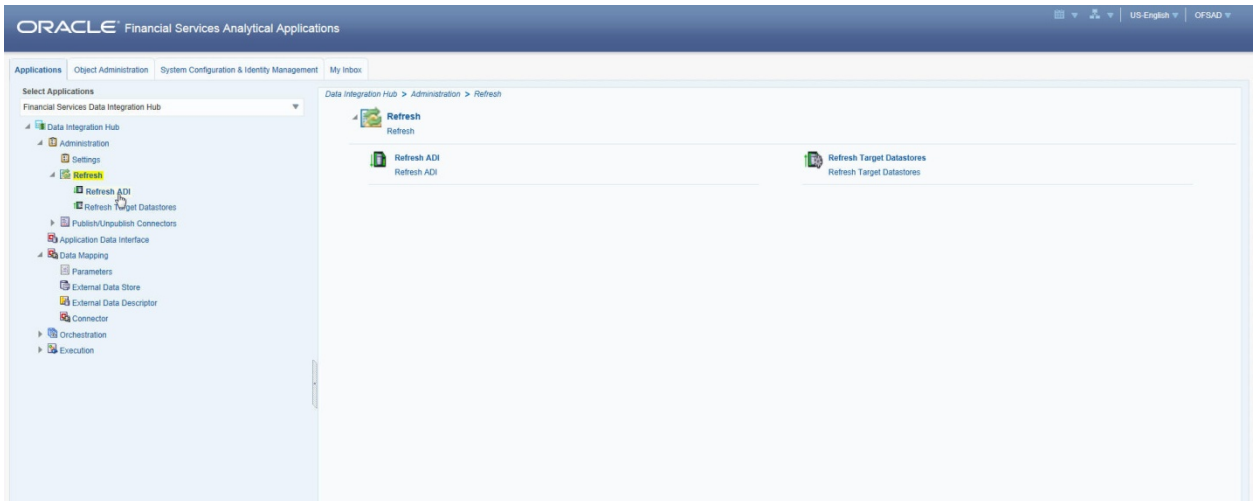 ORACLE® Financial Services Analytical Applications
US-English
OFSAD
Applications
Object Administration
System Configuration & Identity Management
My Inbox
Select Applications
Financial Services Data Integration Hub
Data Integration Hub
Administration
Settings
Refresh
Refresh ADI
Refresh Target Datastores
Publish/Unpublish Connectors
Application Data Interface
Data Mapping
Parameters
External Data Store
External Data Descriptor
Connector
Orchestration
Execution
Data Integration Hub > Administration > Refresh
Refresh
Refresh
Refresh ADI
Refresh ADI
Refresh Target Datastores
Refresh Target Datastores